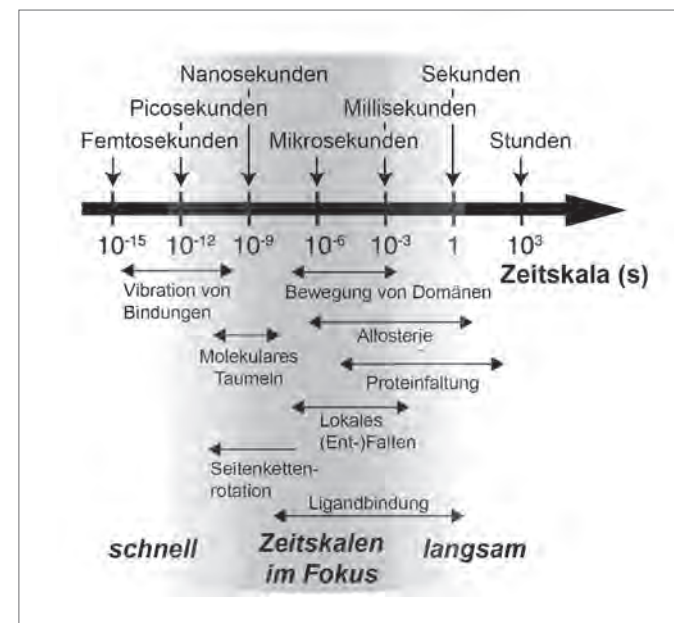 Nanosekunden Sekunden
Picosekunden Millisekunden
Femtosekunden Mikrosekunden Stunden
10⁻¹⁵ 10⁻¹² 10⁻⁹ 10⁻⁶ 10⁻³ 1 10³
Zeitskala (s)
Vibration von
Bindungen
Bewegung von Domänen
Molekulares
Taumeln
Allosterie
Proteinfaltung
Lokales
(Ent-)Falten
Seitenketten-
rotation
Ligandbindung
schnell
Zeitskalen
im Fokus
langsam